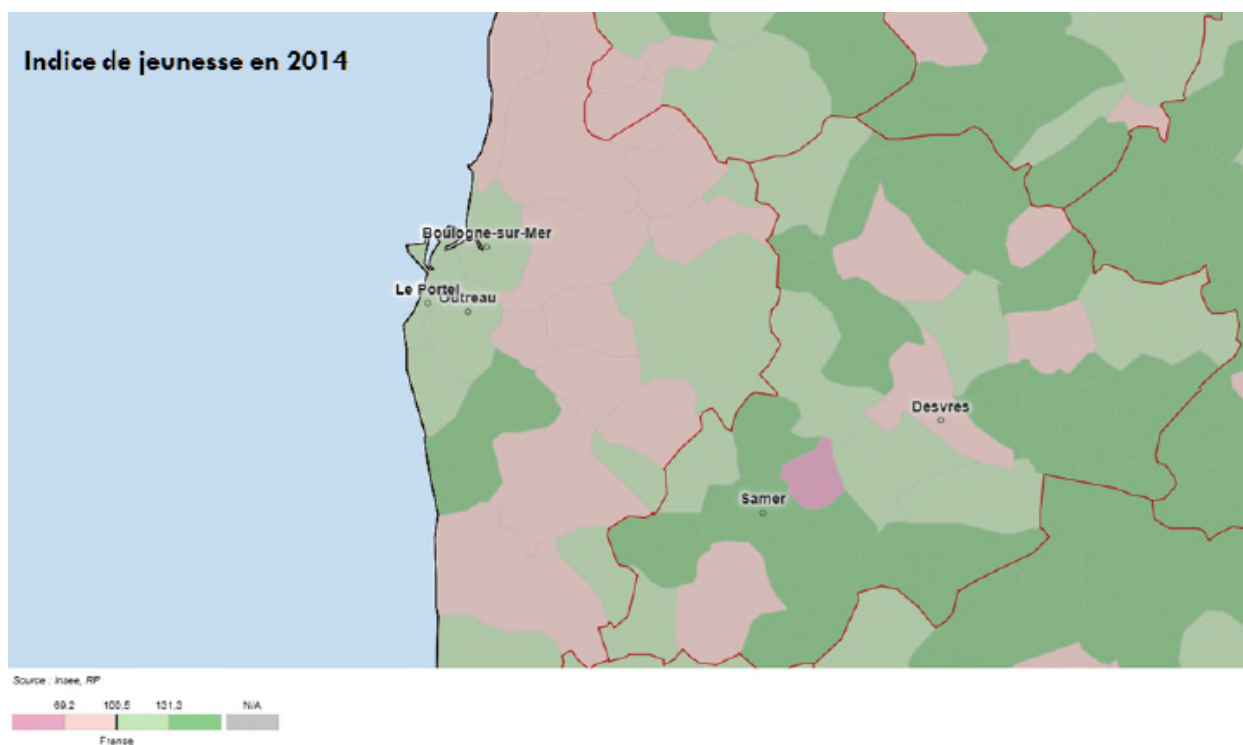 Indice de jeunesse en 2014
Boulogne-sur-Mer
Le Portel
Outreau
Desvres
Samer
Source : Insee, RP
69.2 106.5 131.3 N/A
France